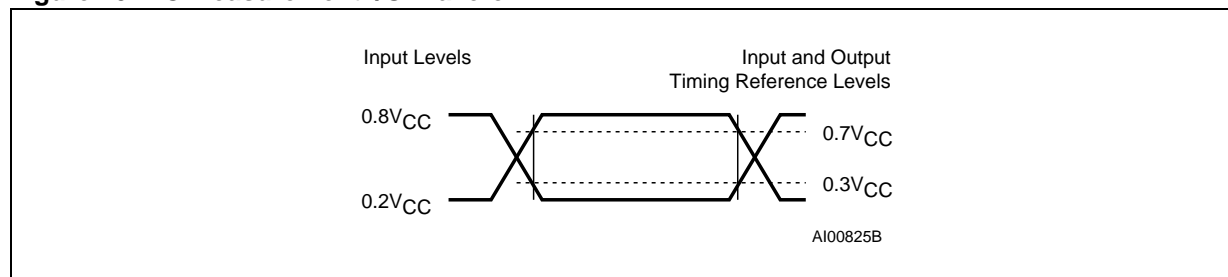 Input Levels
Input and Output
Timing Reference Levels
0.8VCC
0.7VCC
0.3VCC
0.2VCC
AI00825B